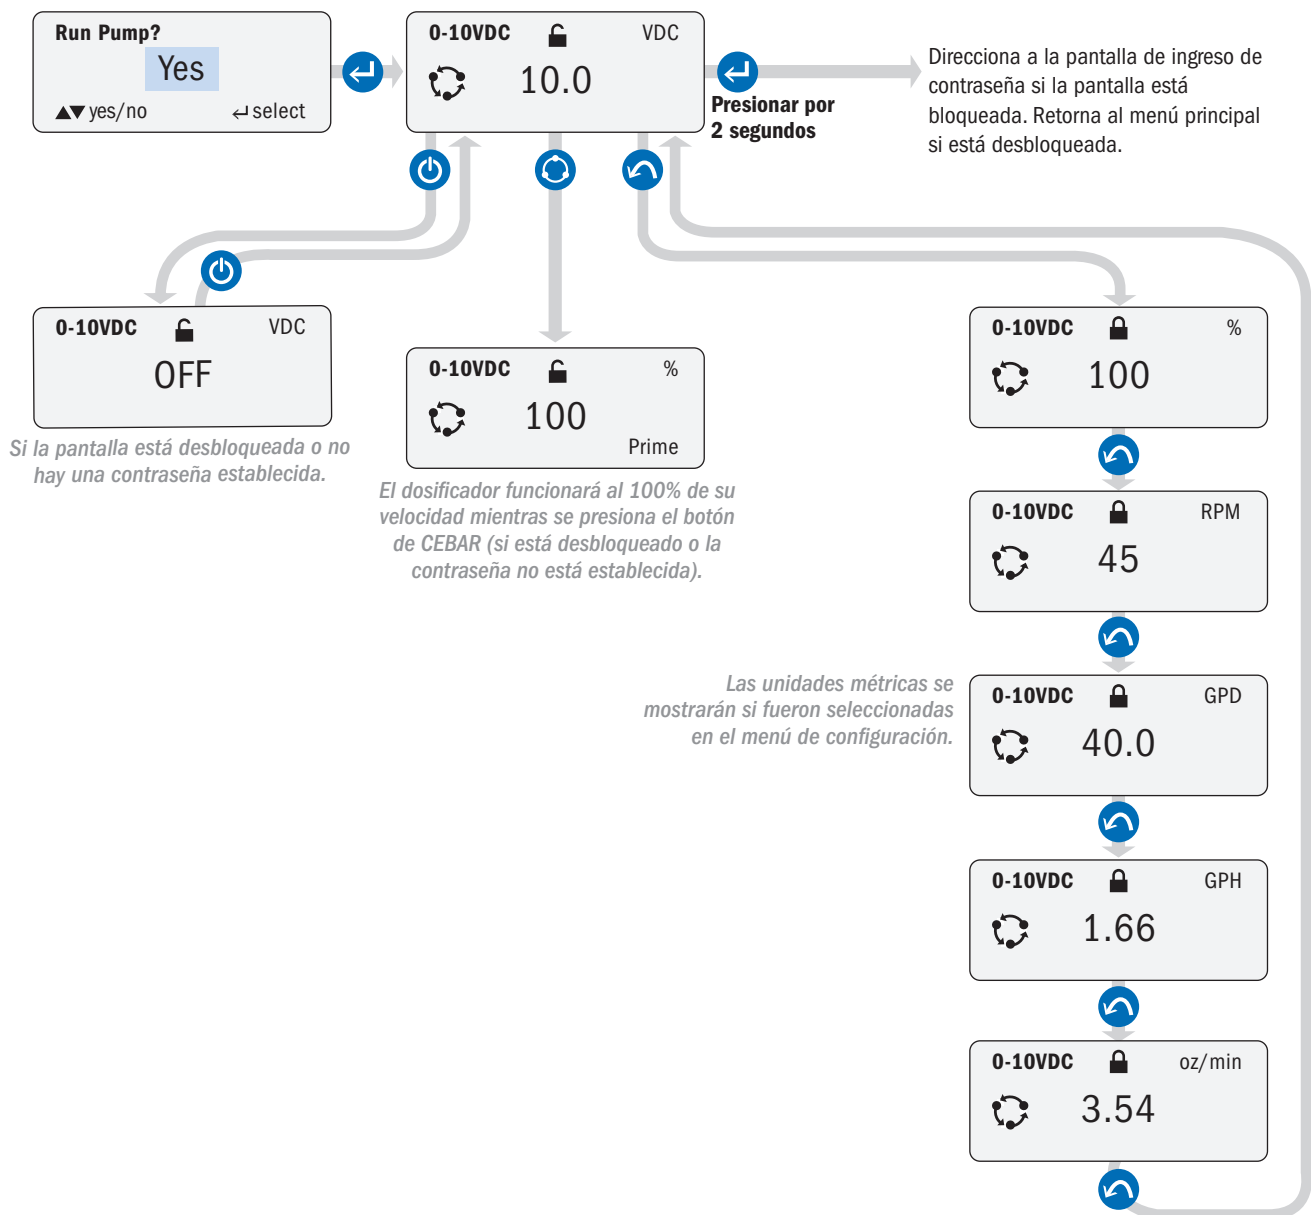 Run Pump?
Yes
▲▼ yes/no ↵ select
0-10VDC VDC
10.0
Presionar por
2 segundos
Direcciona a la pantalla de ingreso de
contraseña si la pantalla está
bloqueada. Retorna al menú principal
si está desbloqueada.
0-10VDC VDC
OFF
Si la pantalla está desbloqueada o no
hay una contraseña establecida.
0-10VDC %
100
Prime
El dosificador funcionará al 100% de su
velocidad mientras se presiona el botón
de CEBAR (si está desbloqueado o la
contraseña no está establecida).
0-10VDC %
100
0-10VDC RPM
45
Las unidades métricas se
mostrarán si fueron seleccionadas
en el menú de configuración.
0-10VDC GPD
40.0
0-10VDC GPH
1.66
0-10VDC oz/min
3.54